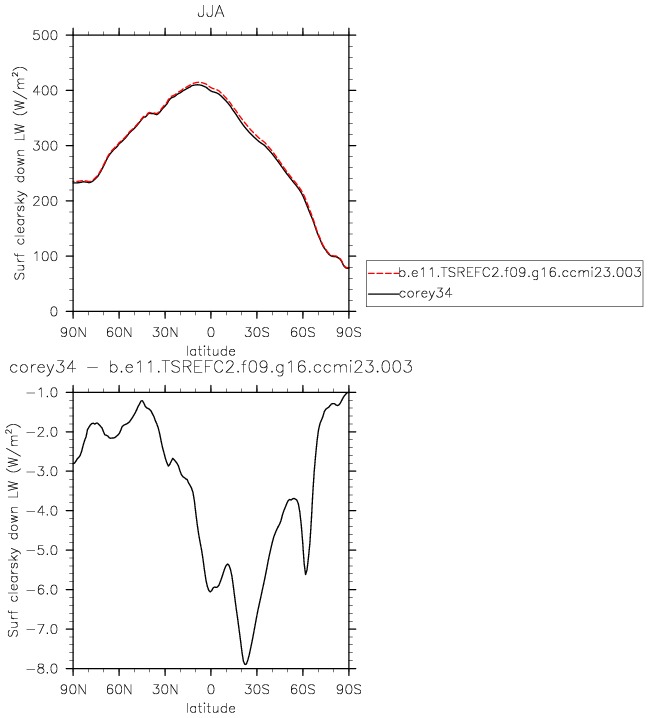 JJA
Surf clearsky down LW (W/m²)
500
400
300
200
100
0
90N 60N 30N 0 30S 60S 90S
latitude
b.e11.TSREFC2.f09.g16.ccmi23.003
corey34
corey34 − b.e11.TSREFC2.f09.g16.ccmi23.003
Surf clearsky down LW (W/m²)
−1.0
−2.0
−3.0
−4.0
−5.0
−6.0
−7.0
−8.0
90N 60N 30N 0 30S 60S 90S
latitude